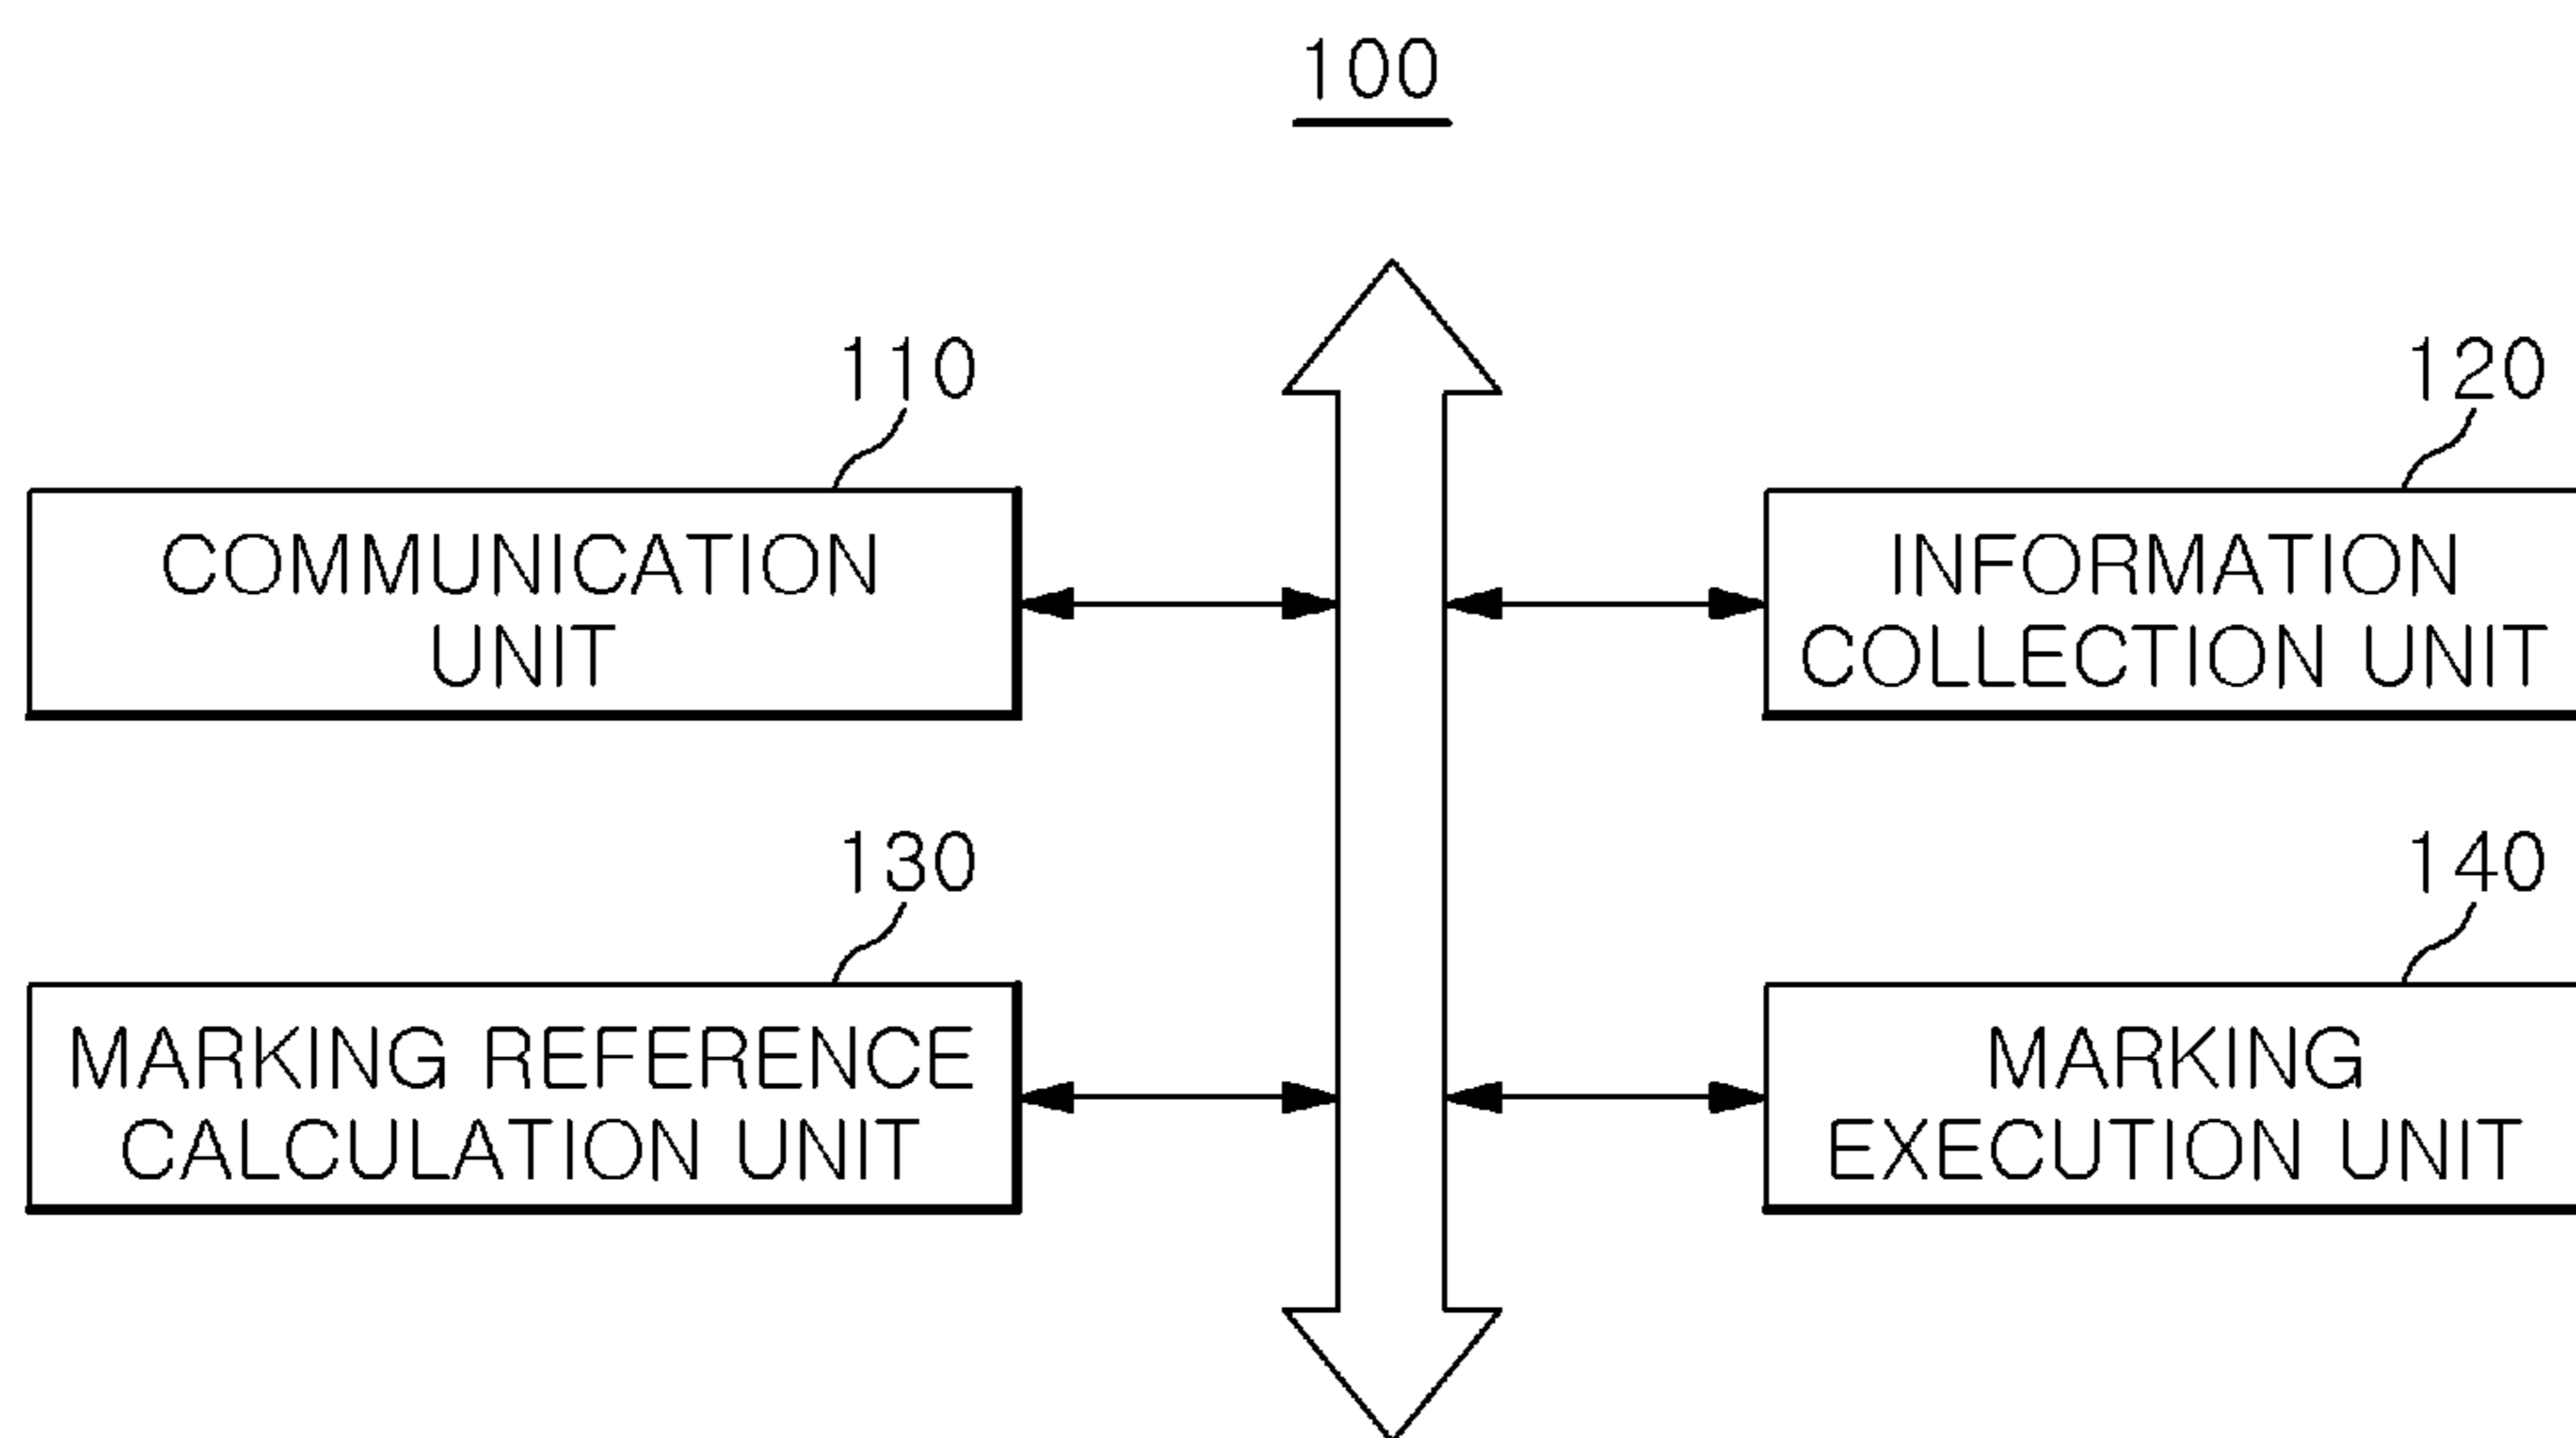 100
110
120
COMMUNICATION
UNIT
INFORMATION
COLLECTION UNIT
130
140
MARKING REFERENCE
CALCULATION UNIT
MARKING
EXECUTION UNIT